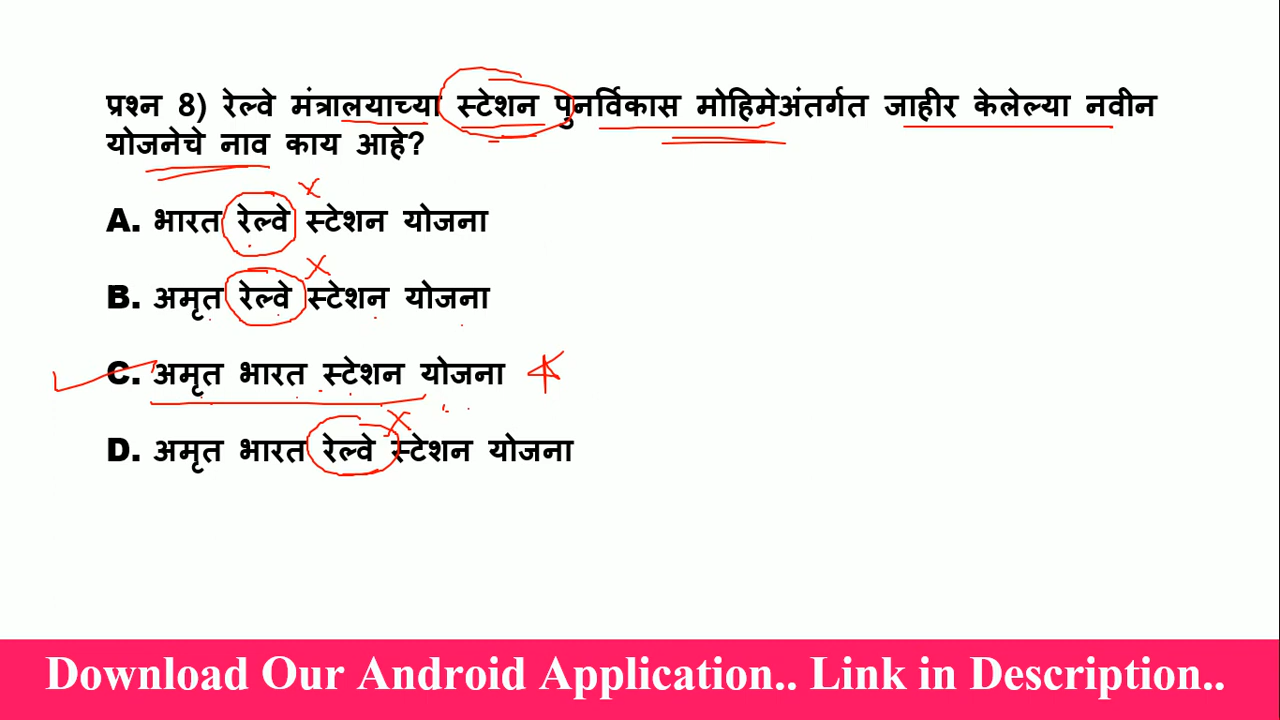 प्रश्न 8) रेल्वे मंत्रालयाच्या स्टेशन पुनर्विकास मोहिमेअंतर्गत जाहीर केलेल्या नवीन
योजनेचे नाव काय आहे?
A. भारत रेल्वे स्टेशन योजना
B. अमृत रेल्वे स्टेशन योजना
C. अमृत भारत स्टेशन योजना
D. अमृत भारत रेल्वे स्टेशन योजना
Download Our Android Application.. Link in Description..